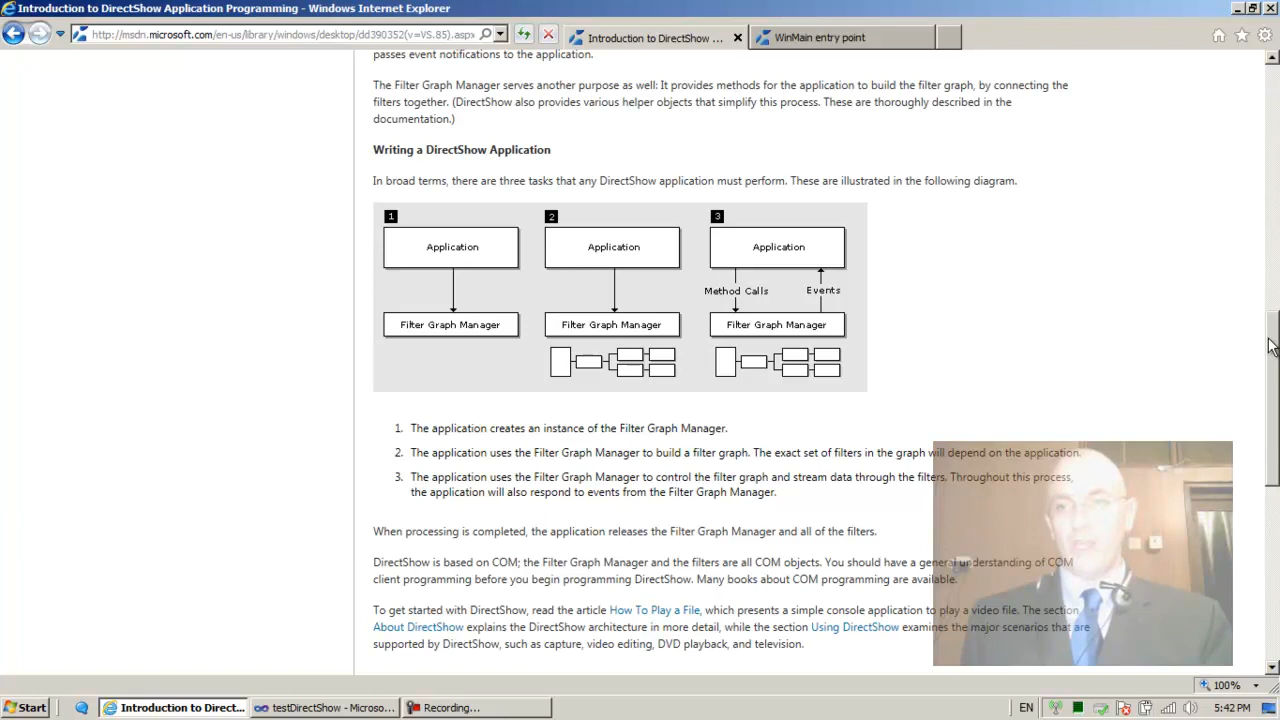 Introduction to DirectShow Application Programming - Windows Internet Explorer
http://msdn.microsoft.com/en-us/library/windows/desktop/dd390352(v=VS.85).aspx
Introduction to DirectShow ...
WinMain entry point
passes event notifications to the application.
The Filter Graph Manager serves another purpose as well: It provides methods for the application to build the filter graph, by connecting the
filters together. (DirectShow also provides various helper objects that simplify this process. These are thoroughly described in the
documentation.)
Writing a DirectShow Application
In broad terms, there are three tasks that any DirectShow application must perform. These are illustrated in the following diagram.
1
2
3
Application
Application
Application
Method Calls
Events
Filter Graph Manager
Filter Graph Manager
Filter Graph Manager
1. The application creates an instance of the Filter Graph Manager.
2. The application uses the Filter Graph Manager to build a filter graph. The exact set of filters in the graph will depend on the application.
3. The application uses the Filter Graph Manager to control the filter graph and stream data through the filters. Throughout this process,
the application will also respond to events from the Filter Graph Manager.
When processing is completed, the application releases the Filter Graph Manager and all of the filters.
DirectShow is based on COM; the Filter Graph Manager and the filters are all COM objects. You should have a general understanding of COM
client programming before you begin programming DirectShow. Many books about COM programming are available.
To get started with DirectShow, read the article How To Play a File, which presents a simple console application to play a video file. The section
About DirectShow explains the DirectShow architecture in more detail, while the section Using DirectShow examines the major scenarios that are
supported by DirectShow, such as capture, video editing, DVD playback, and television.
100%
Start
Introduction to Direct...
testDirectShow - Microso...
Recording...
EN
5:42 PM